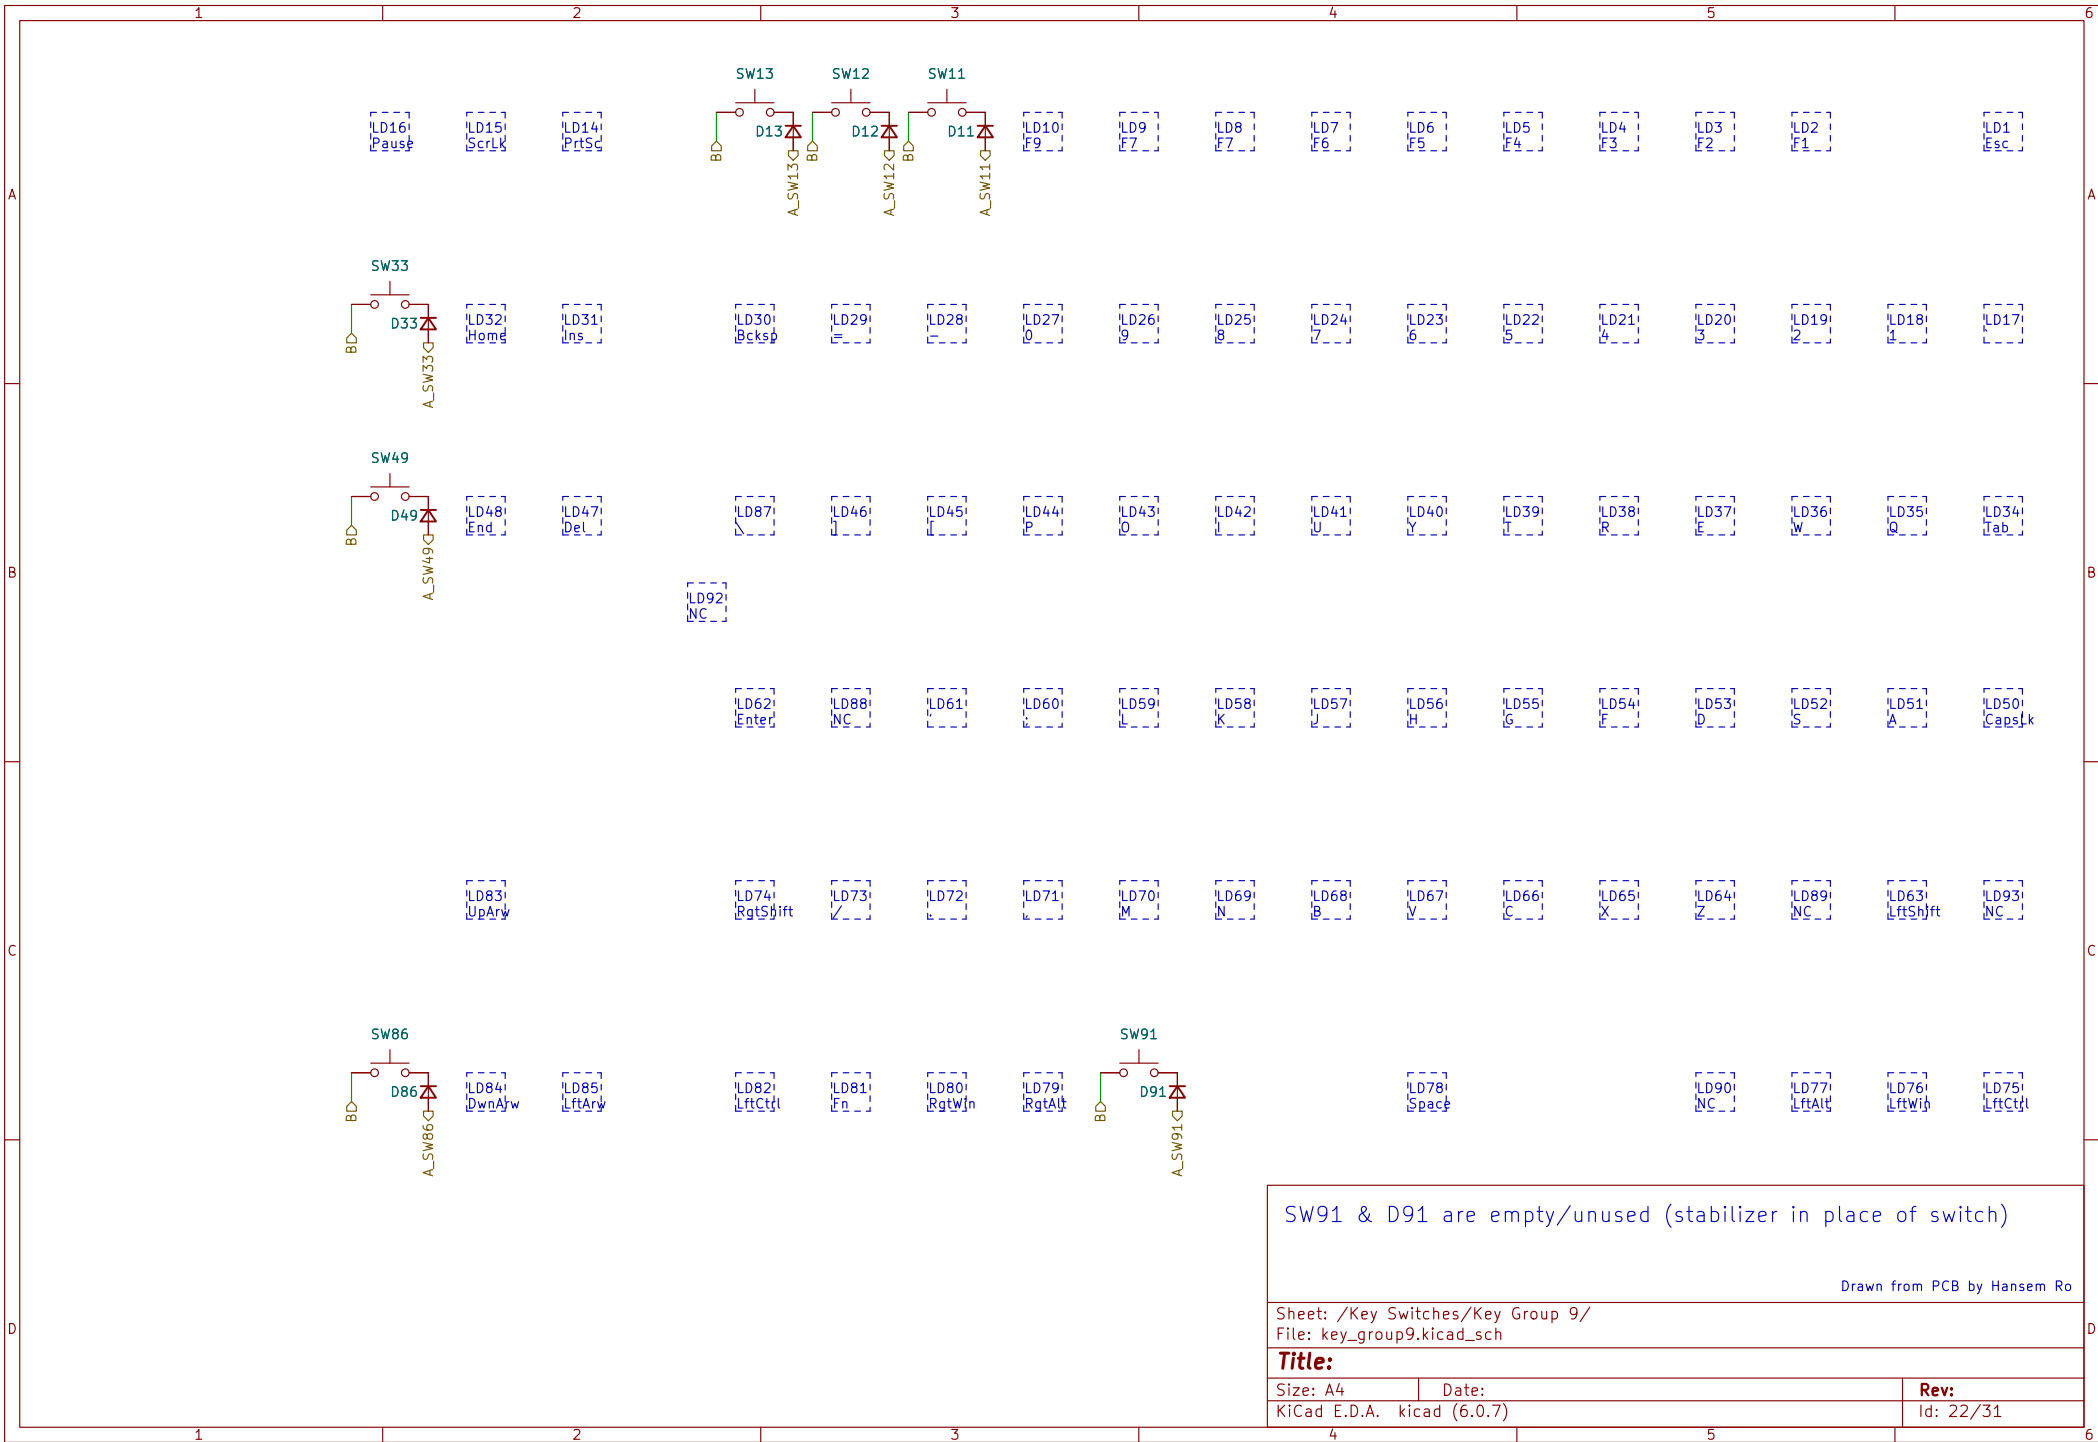 1 2 3 4 5 6
SW13 SW12 SW11
LD16 LD15 LD14 D13 D12 D11 LD10 LD9 LD8 LD7 LD6 LD5 LD4 LD3 LD2 LD1
Pause ScrLk PrtSc F9 F7 F7 F6 F5 F4 F3 F2 F1 Esc
B B B
A_SW13 A_SW12 A_SW11
A A
SW33
D33 LD32 LD31 LD30 LD29 LD28 LD27 LD26 LD25 LD24 LD23 LD22 LD21 LD20 LD19 LD18 LD17
Home Ins Bcksp = - 0 9 8 7 6 5 4 3 2 1 `
B
A_SW33
SW49
D49 LD48 LD47 LD87 LD46 LD45 LD44 LD43 LD42 LD41 LD40 LD39 LD38 LD37 LD36 LD35 LD34
End Del \ ] [ P O I U Y T R E W Q Tab
B
A_SW49
B B
LD92
NC
LD62 LD88 LD61 LD60 LD59 LD58 LD57 LD56 LD55 LD54 LD53 LD52 LD51 LD50
Enter NC ' ; L K J H G F D S A CapsLk
LD83 LD74 LD73 LD72 LD71 LD70 LD69 LD68 LD67 LD66 LD65 LD64 LD89 LD63 LD93
UpArw RgtShift / . , M N B V C X Z NC LftShift NC
C C
SW86 SW91
D86 LD84 LD85 LD82 LD81 LD80 LD79 D91 LD78 LD90 LD77 LD76 LD75
DwnArw LftArw LftCtrl Fn RgtWin RgtAlt Space NC LftAlt LftWin LftCtrl
B B
A_SW86 A_SW91
SW91 & D91 are empty/unused (stabilizer in place of switch)
Drawn from PCB by Hansem Ro
Sheet: /Key Switches/Key Group 9/
File: key_group9.kicad_sch
D D
Title:
Size: A4 Date: Rev:
KiCad E.D.A. kicad (6.0.7) Id: 22/31
1 2 3 4 5 6